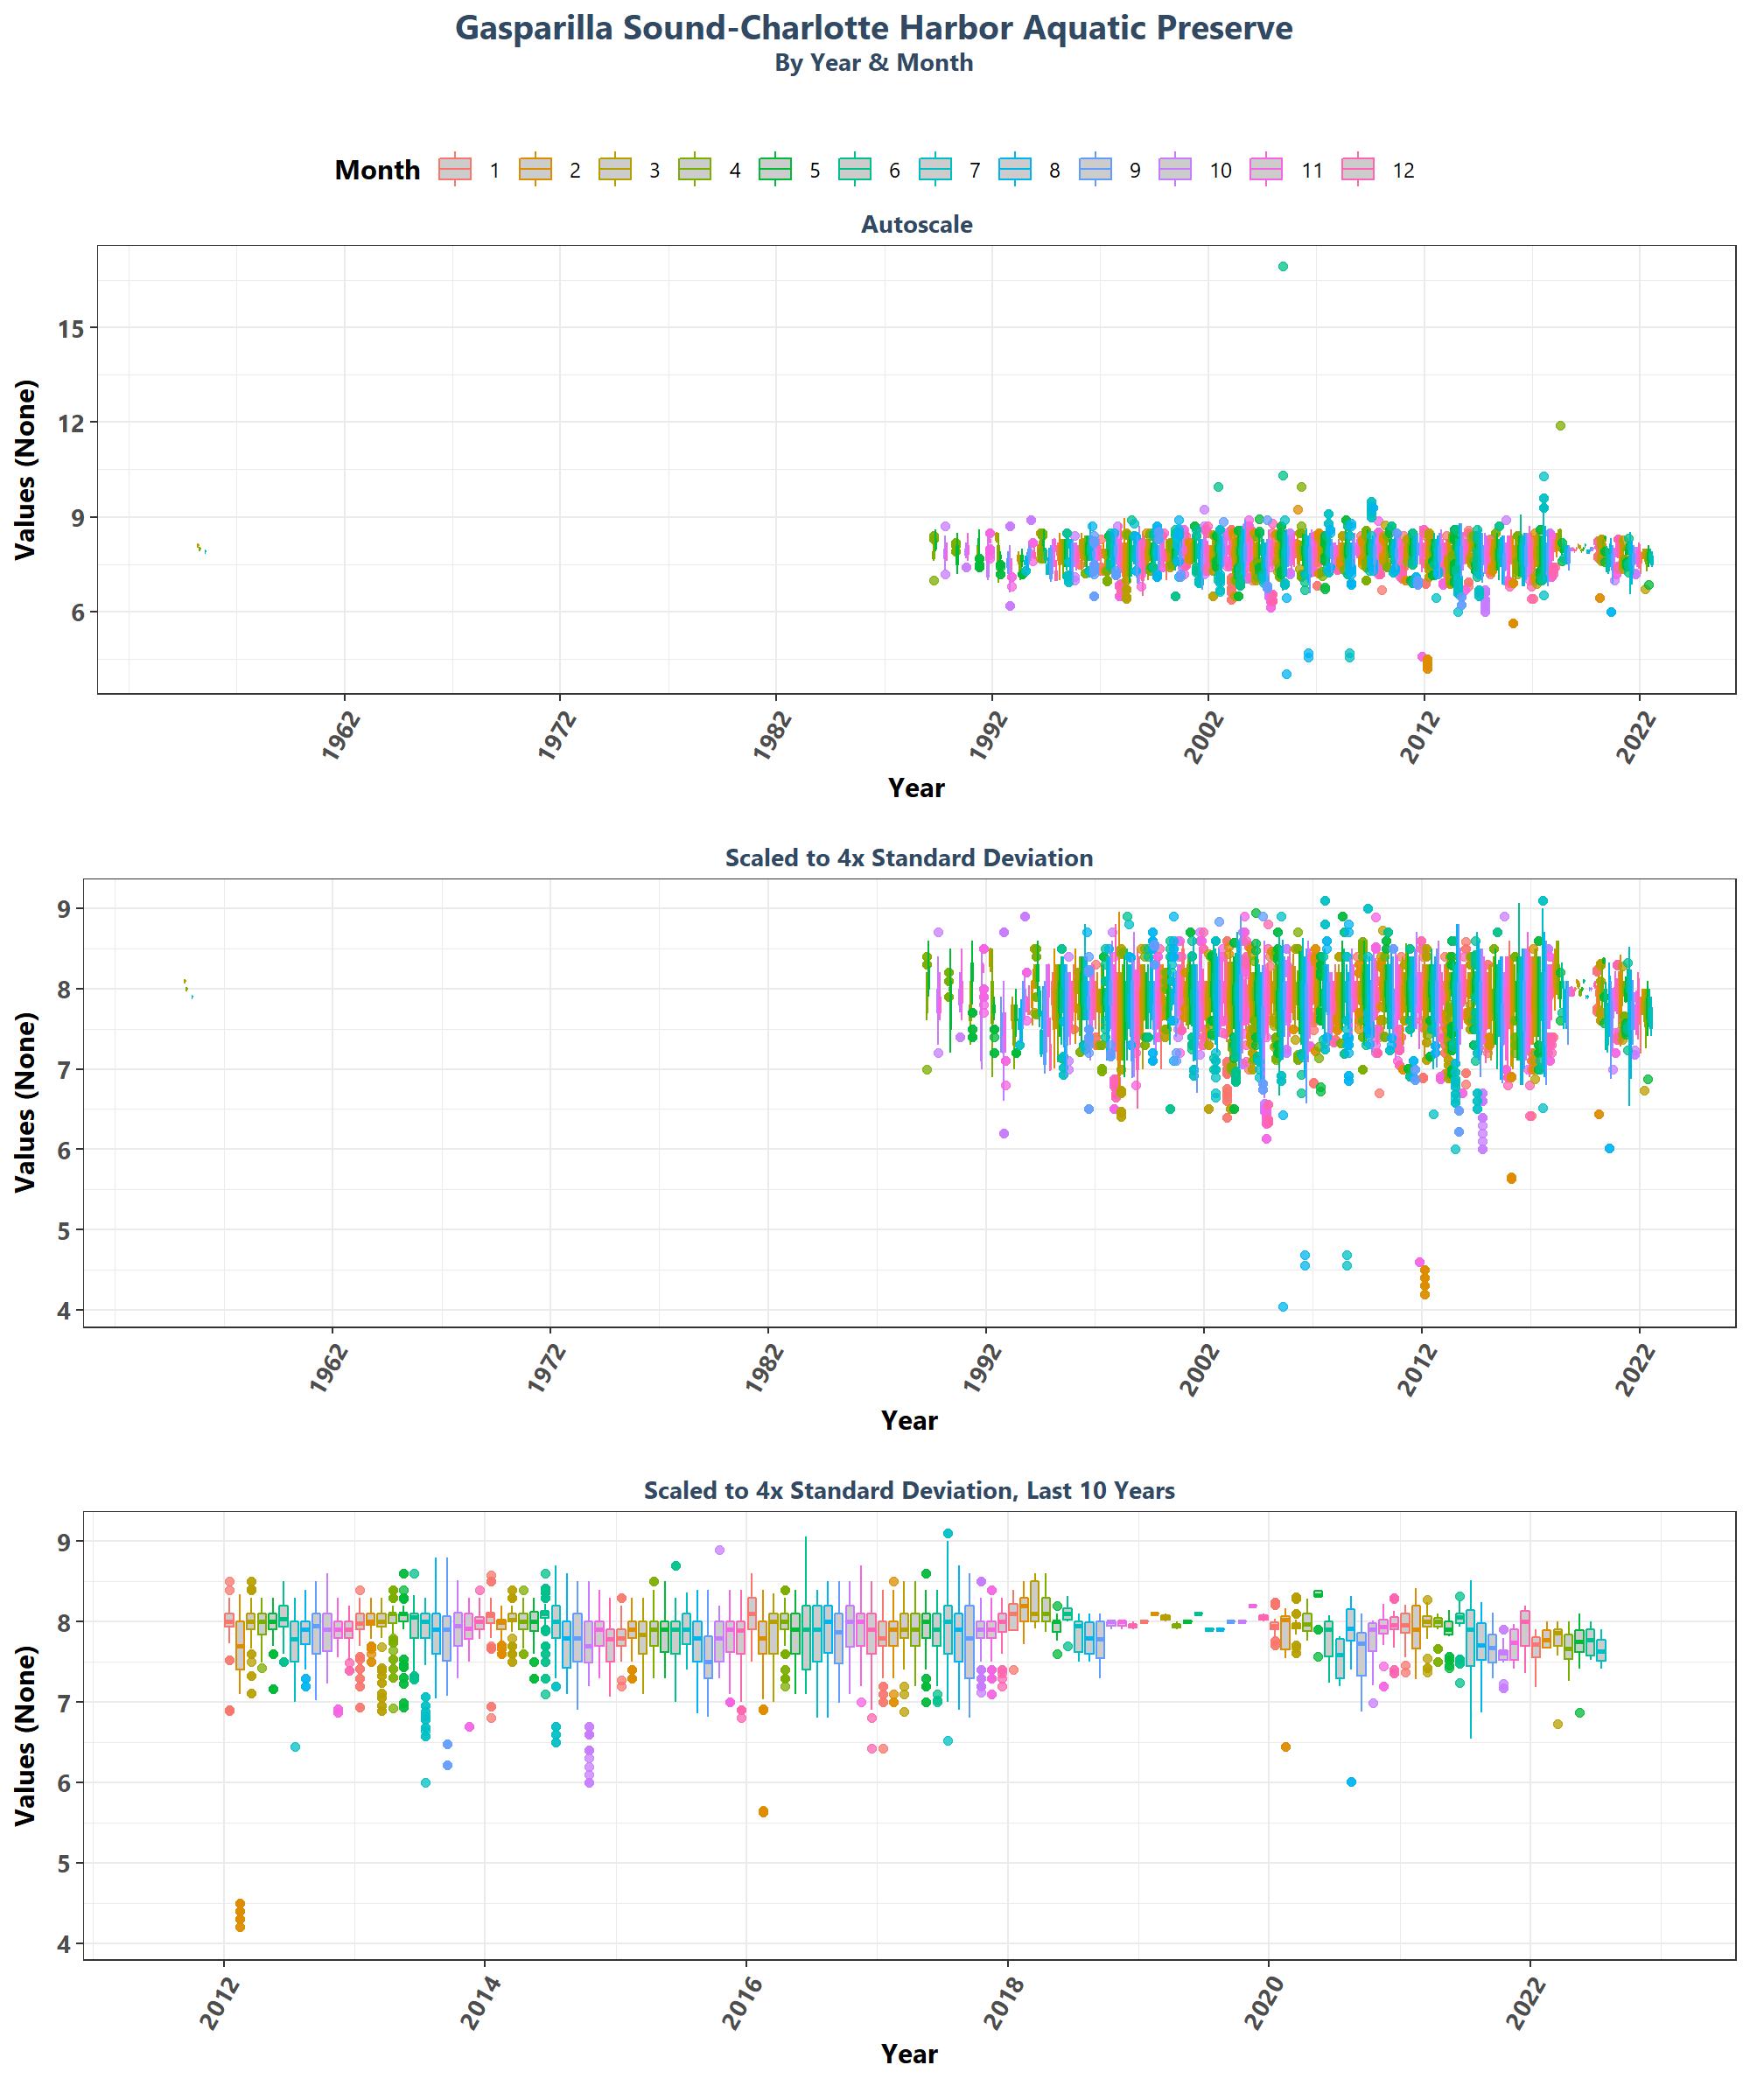 Gasparilla Sound-Charlotte Harbor Aquatic Preserve
By Year & Month
Month 1 2 3 4 5 6 7 8 9 10 11 12
Autoscale
Values (None)
15
12
9
6
1962 1972 1982 1992 2002 2012 2022
Year
Scaled to 4x Standard Deviation
Values (None)
9
8
7
6
5
4
1962 1972 1982 1992 2002 2012 2022
Year
Scaled to 4x Standard Deviation, Last 10 Years
Values (None)
9
8
7
6
5
4
2012 2014 2016 2018 2020 2022
Year